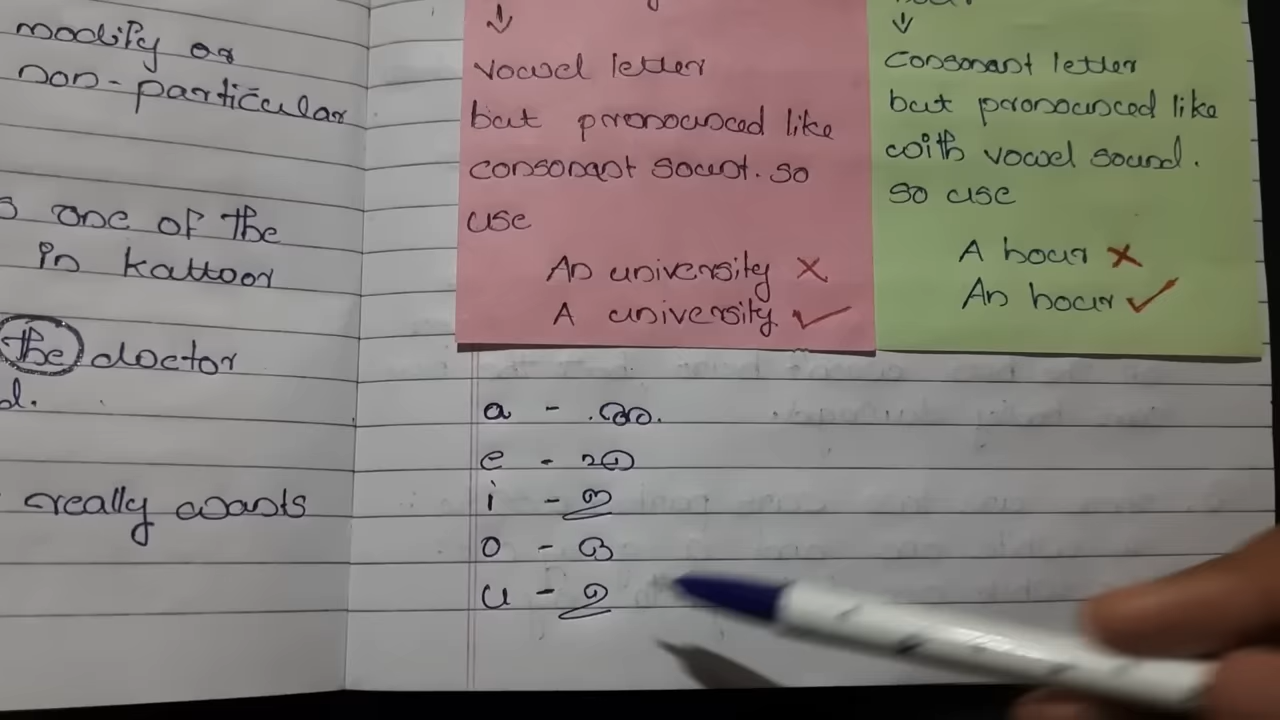 modify or
non-particular
one of the
in kattoor
the doctor
d.
really wants
↓
vowel letter
but pronounced like
consonant sount. so
use
An university ✗
A university ✓
↓
Consonant letter
but pronounced like
with vowel sound.
so use
A hour ✗
An hour ✓
a - അ.
e - എ
i - ഇ
o - ഒ
u - ഉ